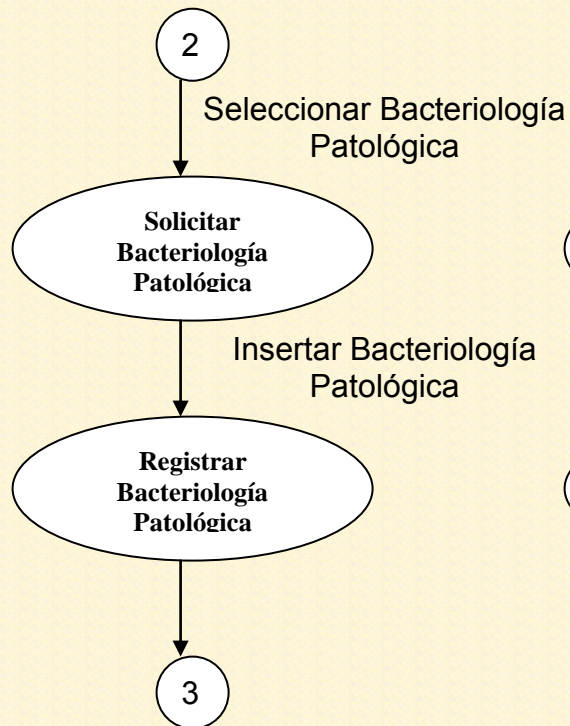 2
Seleccionar Bacteriología
Patológica
Solicitar
Bacteriología
Patológica
Insertar Bacteriología
Patológica
Registrar
Bacteriología
Patológica
3